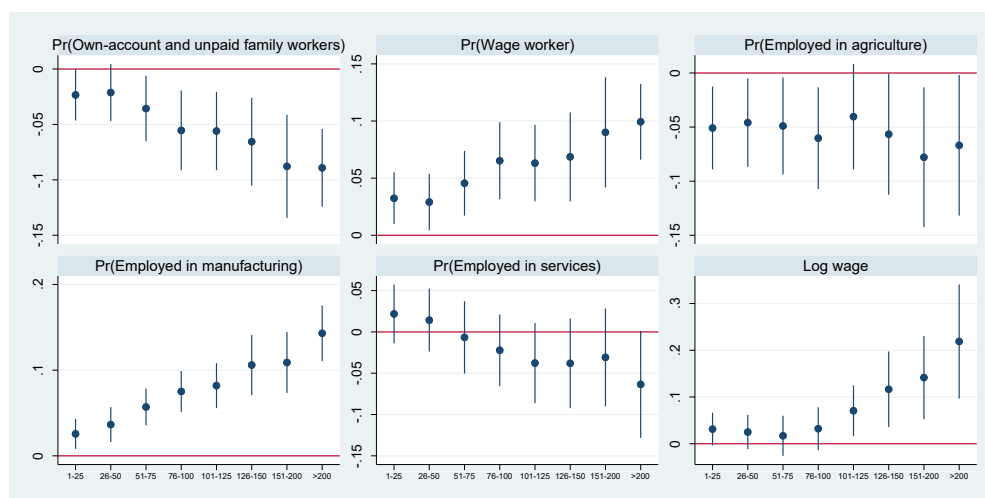 Pr(Own-account and unpaid family workers)
0
-.05
-.1
-.15
Pr(Wage worker)
.15
.1
.05
0
Pr(Employed in agriculture)
0
-.05
-.1
-.15
Pr(Employed in manufacturing)
.2
.1
0
1-25 26-50 51-75 76-100 101-125 126-150 151-200 >200
Pr(Employed in services)
.05
0
-.05
-.1
-.15
1-25 26-50 51-75 76-100 101-125 126-150 151-200 >200
Log wage
.3
.2
.1
0
1-25 26-50 51-75 76-100 101-125 126-150 151-200 >200